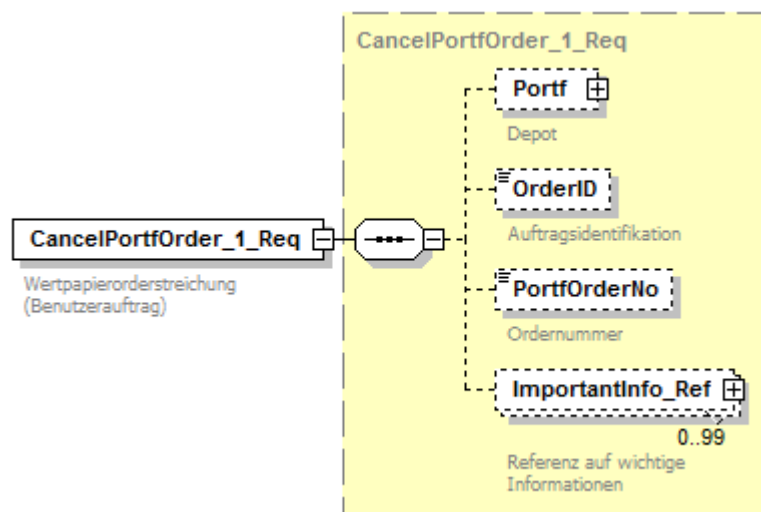 CancelPortfOrder_1_Req
Portf
Depot
OrderID
Auftragsidentifikation
CancelPortfOrder_1_Req
Wertpapierorderstreichung
(Benutzerauftrag)
PortfOrderNo
Ordernummer
ImportantInfo_Ref
0..99
Referenz auf wichtige
Informationen